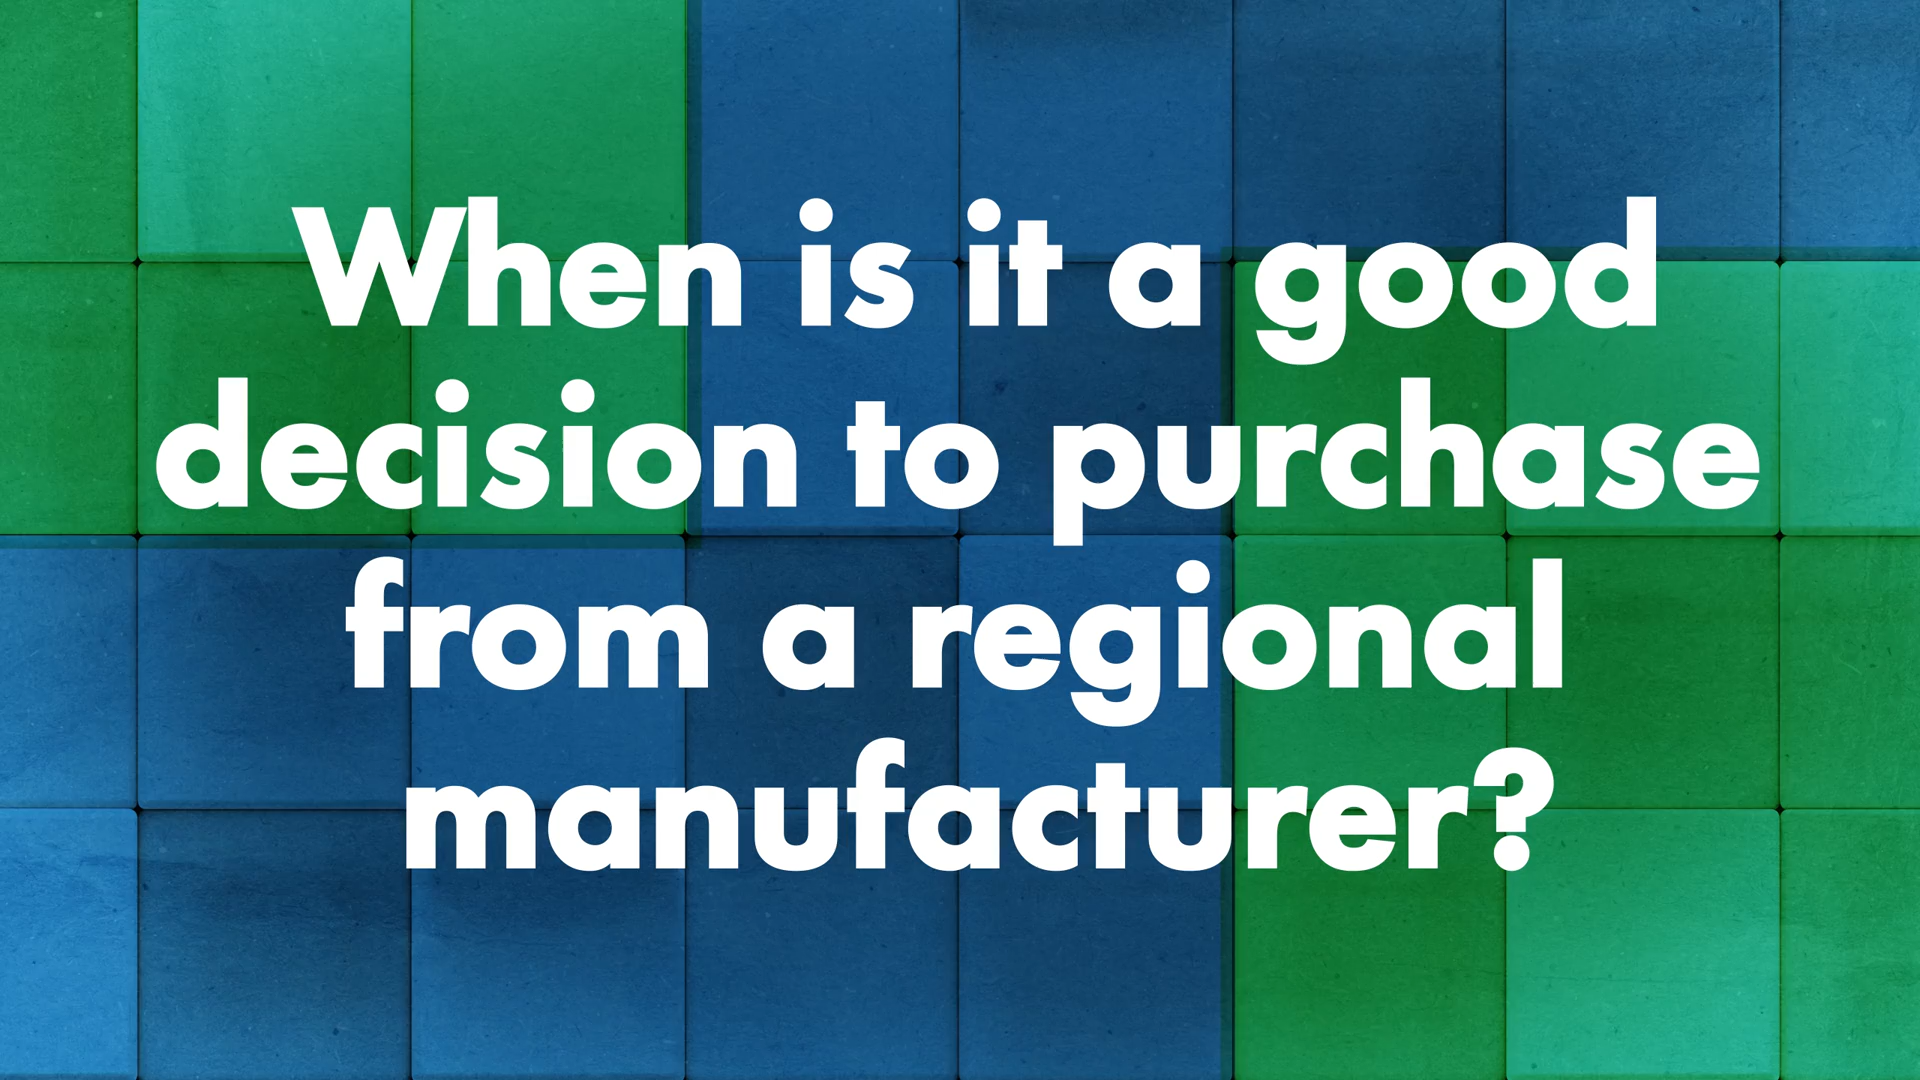 When is it a good
decision to purchase
from a regional
manufacturer?